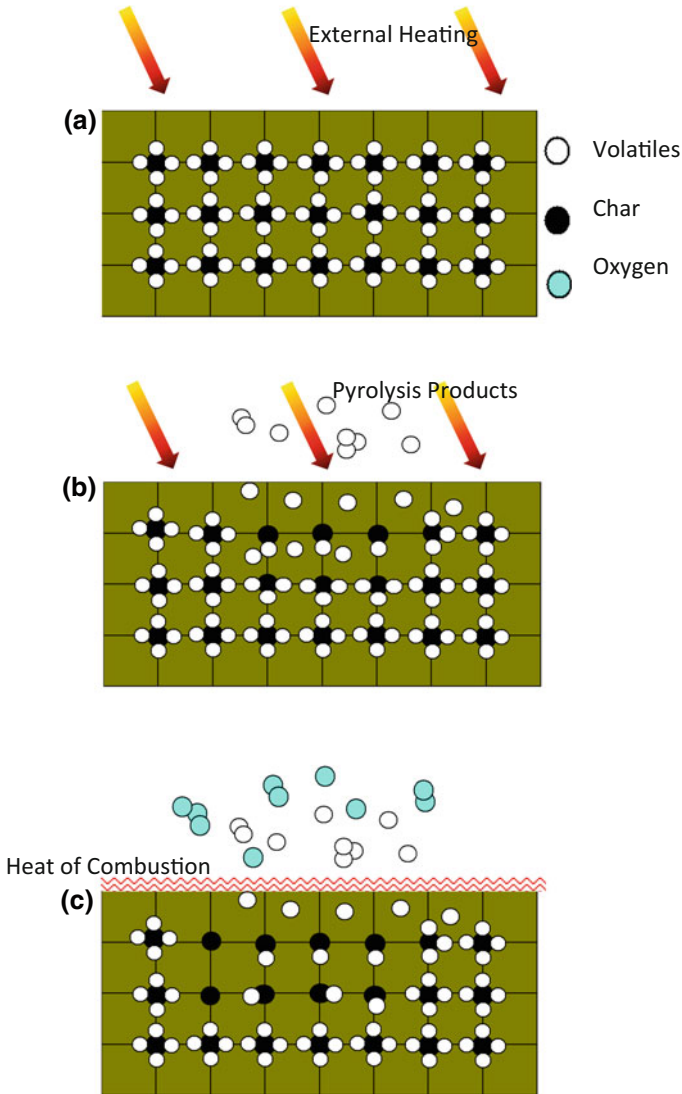 External Heating
(a)
Volatiles
Char
Oxygen
Pyrolysis Products
(b)
Heat of Combustion
(c)